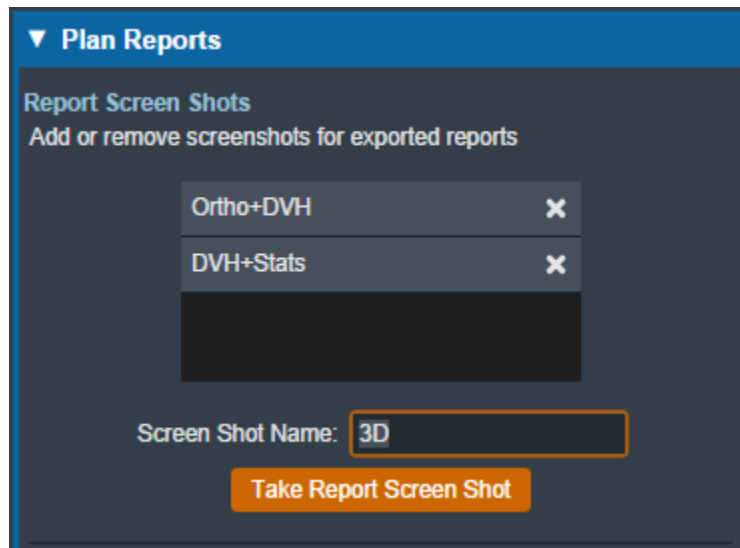 ▼ Plan Reports
Report Screen Shots
Add or remove screenshots for exported reports
Ortho+DVH
DVH+Stats
Screen Shot Name: 3D
Take Report Screen Shot